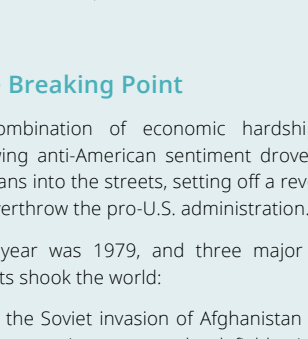 Breaking Point
ombination of economic hardshi
ing anti-American sentiment drove
ans into the streets, setting off a rev
erthrow the pro-U.S. administration.
year was 1979, and three major
ts shook the world:
the Soviet invasion of Afghanistan